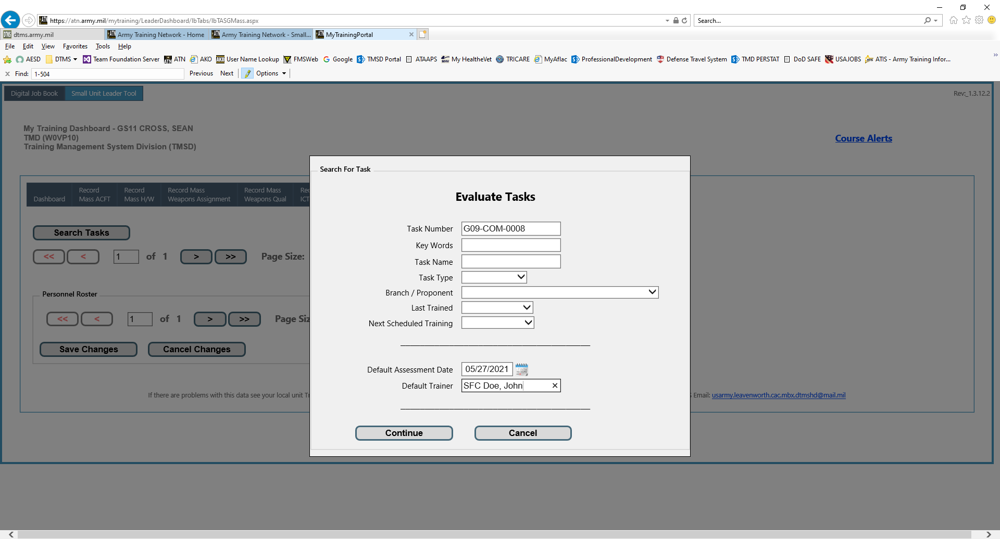 https://atn.army.mil/mytraining/LeaderDashboard/lbTabs/lbTASGMass.aspx
Search...
dtms.army.mil
Army Training Network - Home
Army Training Network - Small...
MyTrainingPortal
File Edit View Favorites Tools Help
AESD DTMS Team Foundation Server ATN AKO User Name Lookup FMSWeb Google TMSD Portal ATAAPS My HealtheVet TRICARE MyAflac ProfessionalDevelopment Defense Travel System TMD PERSTAT DoD SAFE USAJOBS ATIS - Army Training Infor...
Find: 1-504 Previous Next Options
Digital Job Book Small Unit Leader Tool
Rev:_1.3.12.2
My Training Dashboard - GS11 CROSS, SEAN
TMD (W0VP10)
Training Management System Division (TMSD)
Course Alerts
Dashboard
Record
Mass ACFT
Record
Mass H/W
Record Mass
Weapons Assignment
Record Mass
Weapons Qual
Rec
ICT
Search Tasks
<< < 1 of 1 > >> Page Size:
Personnel Roster
<< < 1 of 1 > >> Page Siz
Save Changes Cancel Changes
If there are problems with this data see your local unit Tr
Email: usarmy.leavenworth.cac.mbx.dtmshd@mail.mil
Search For Task
Evaluate Tasks
Task Number G09-COM-0008
Key Words
Task Name
Task Type
Branch / Proponent
Last Trained
Next Scheduled Training
Default Assessment Date 05/27/2021
Default Trainer SFC Doe, John
Continue Cancel